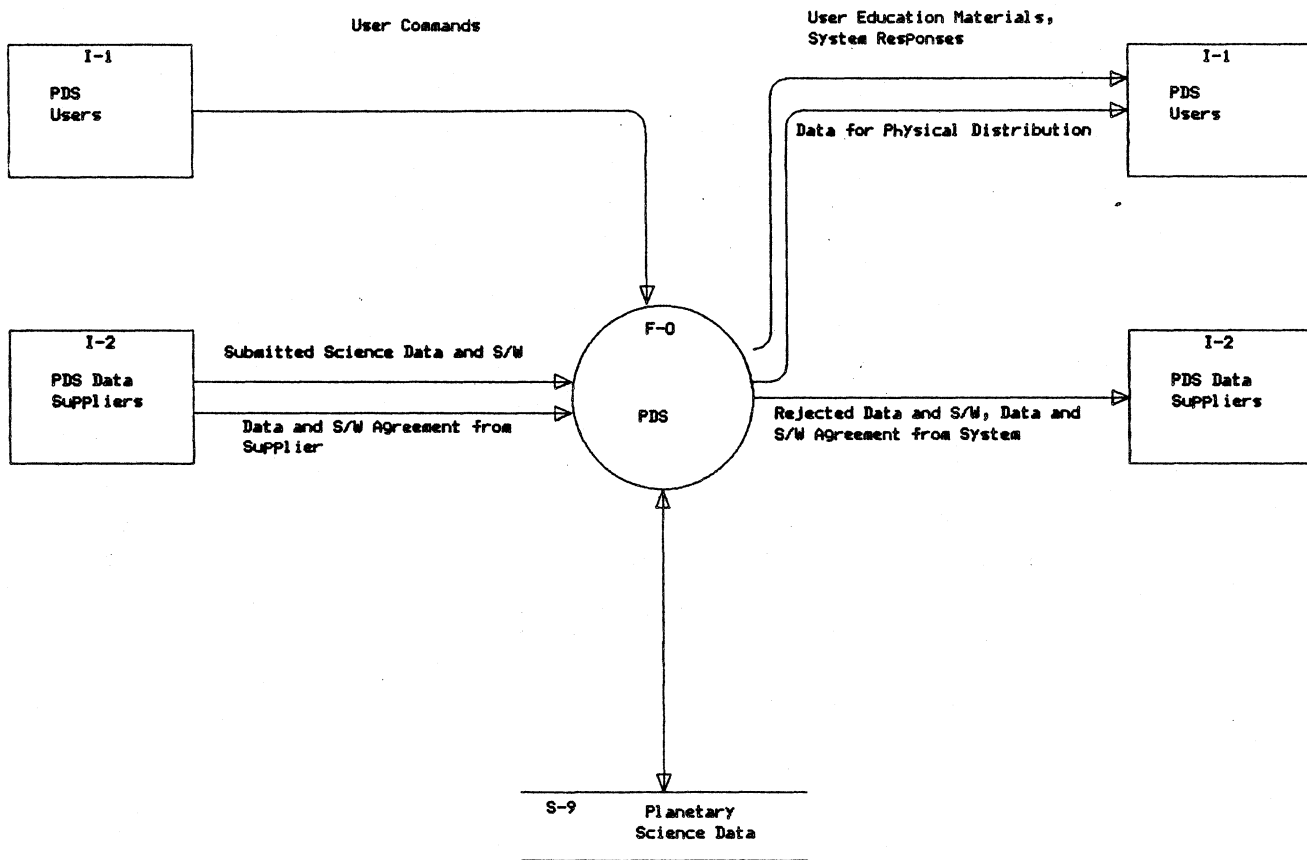 User Commands
User Education Materials,
System Responses
I-1
PDS
Users
I-1
PDS
Users
Data for Physical Distribution
I-2
PDS Data
Suppliers
Submitted Science Data and S/W
Data and S/W Agreement from
Supplier
F-0
PDS
Rejected Data and S/W, Data and
S/W Agreement from System
I-2
PDS Data
Suppliers
S-9
Planetary
Science Data